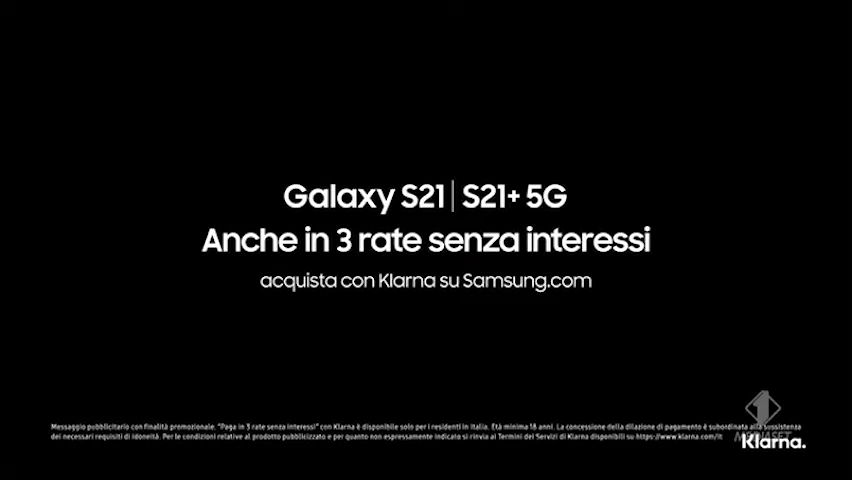 Galaxy S21 | S21+ 5G
Anche in 3 rate senza interessi
acquista con Klarna su Samsung.com
Messaggio pubblicitario con finalità promozionale. "Paga in 3 rate senza interessi" con Klarna è disponibile solo per i residenti in Italia. Età minima 18 anni. La concessione della dilazione di pagamento è subordinata alla sussistenza
dei necessari requisiti di idoneità. Per le condizioni relative al prodotto pubblicizzato e per quanto non espressamente indicato si rinvia ai Termini dei Servizi di Klarna disponibili su https://www.klarna.com/it
1
MEDIASET
Klarna.